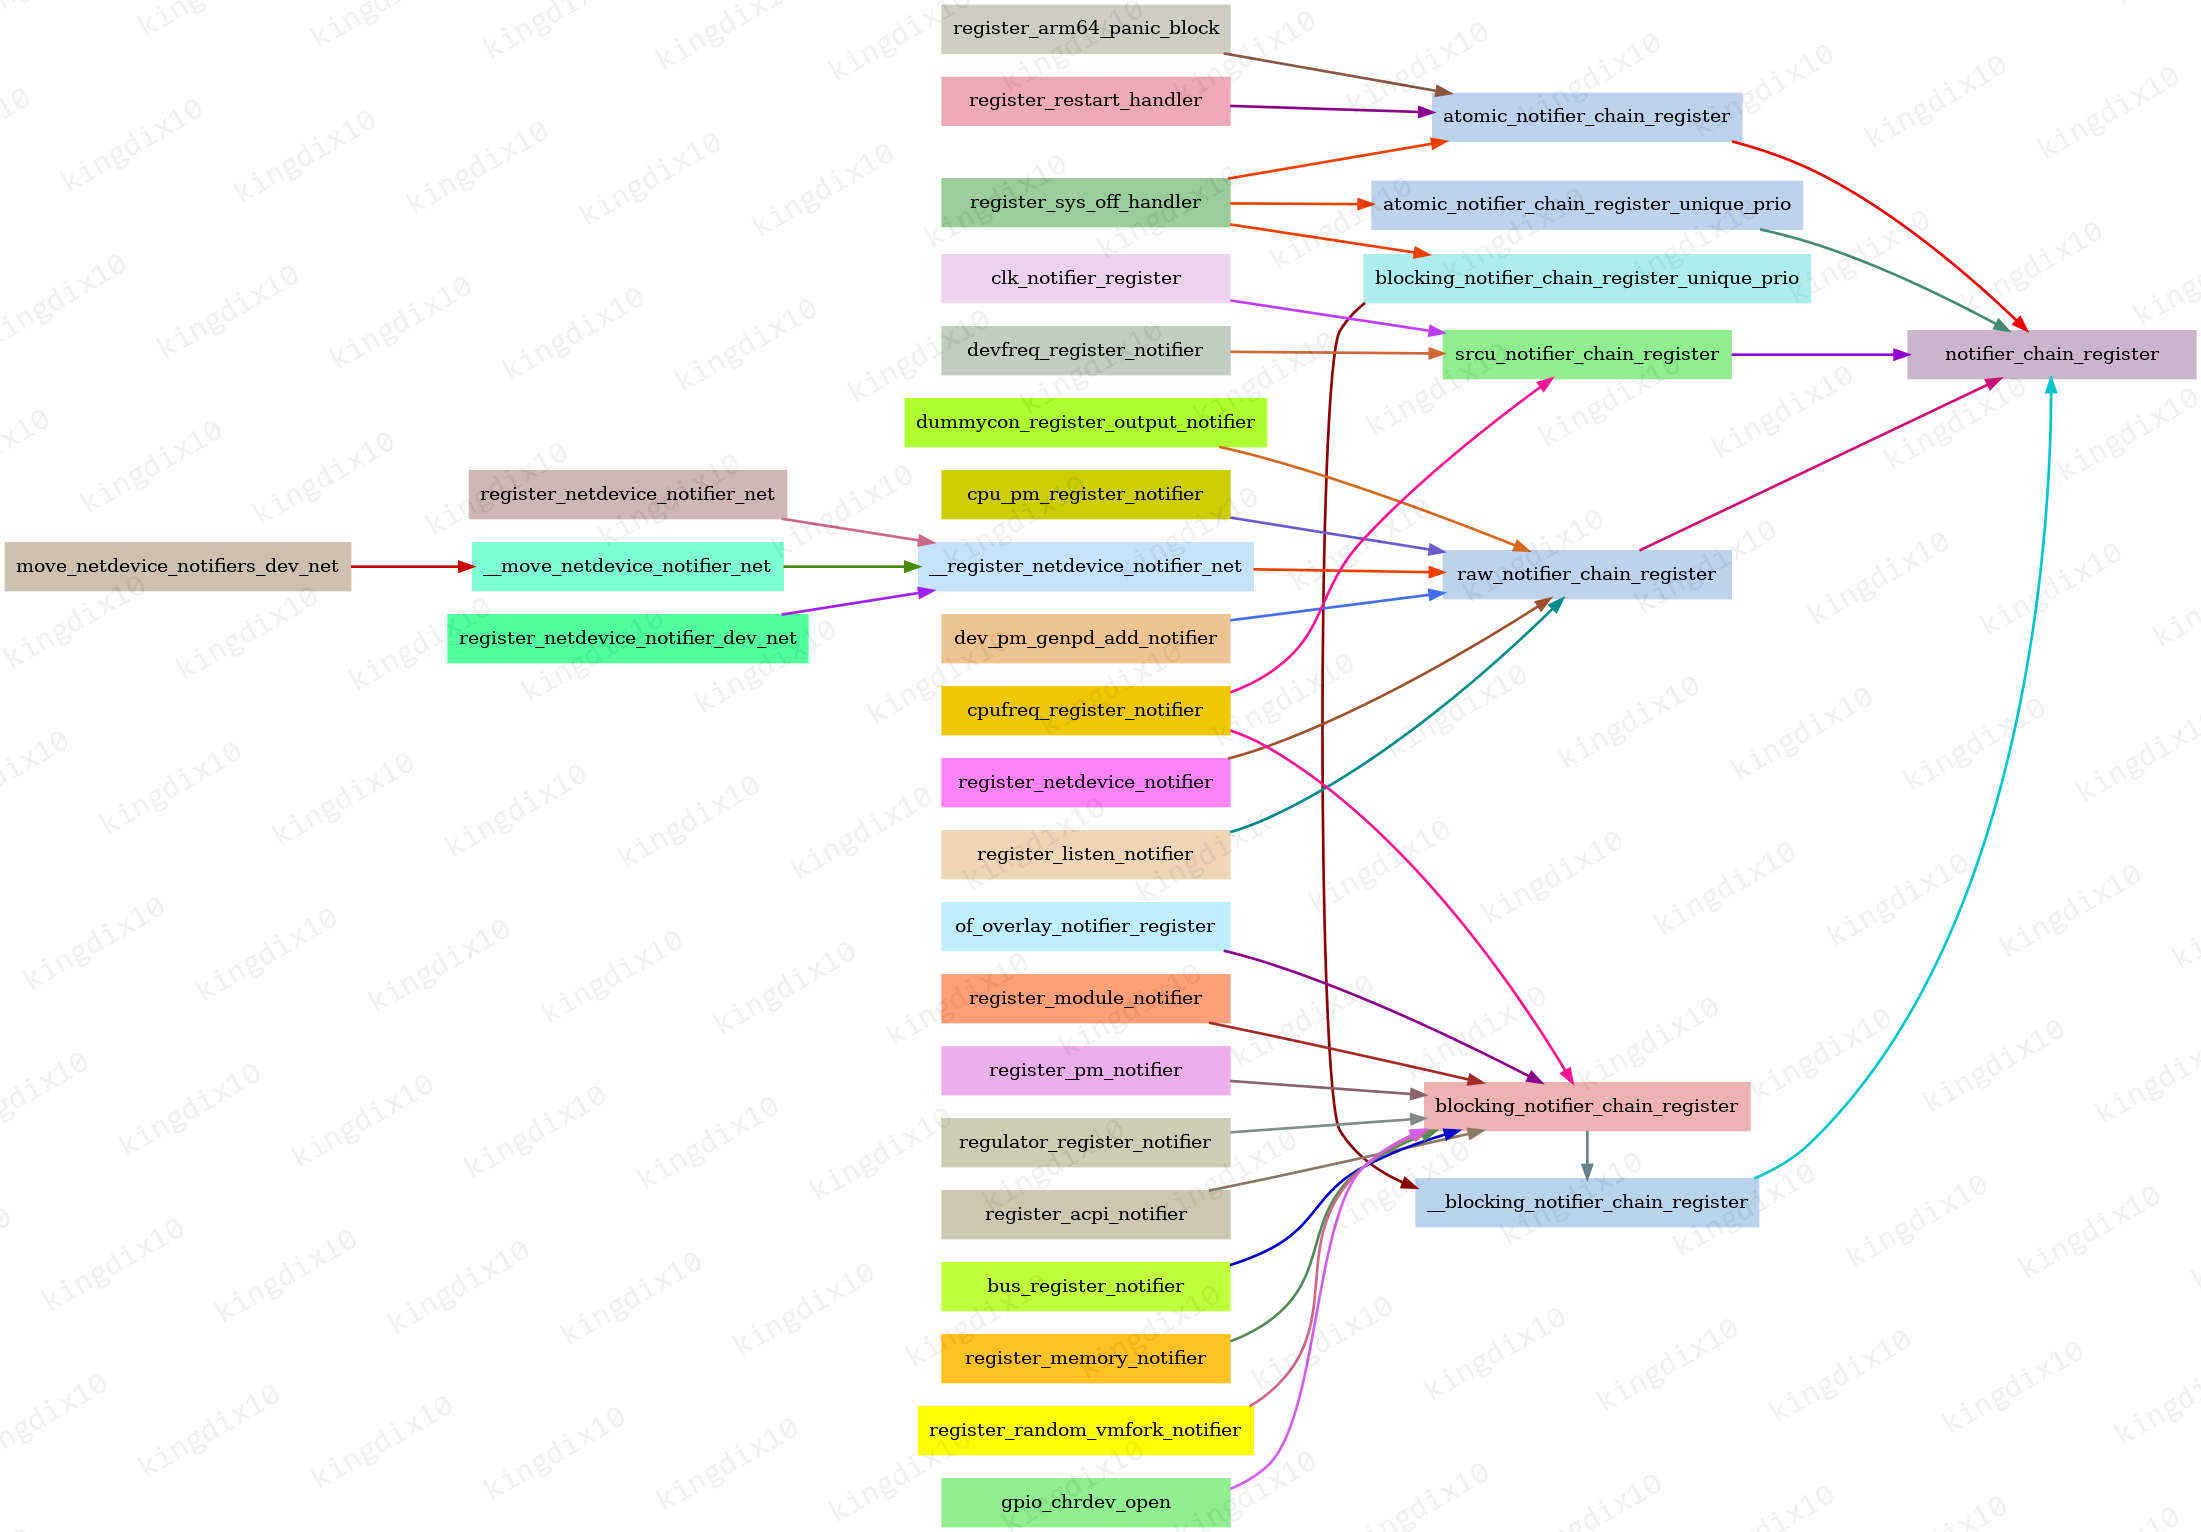 register_arm64_panic_block
register_restart_handler
atomic_notifier_chain_register
register_sys_off_handler
atomic_notifier_chain_register_unique_prio
clk_notifier_register
blocking_notifier_chain_register_unique_prio
devfreq_register_notifier
srcu_notifier_chain_register
notifier_chain_register
dummycon_register_output_notifier
register_netdevice_notifier_net
cpu_pm_register_notifier
move_netdevice_notifiers_dev_net
__move_netdevice_notifier_net
__register_netdevice_notifier_net
raw_notifier_chain_register
register_netdevice_notifier_dev_net
dev_pm_genpd_add_notifier
cpufreq_register_notifier
register_netdevice_notifier
register_listen_notifier
of_overlay_notifier_register
register_module_notifier
register_pm_notifier
blocking_notifier_chain_register
regulator_register_notifier
register_acpi_notifier
__blocking_notifier_chain_register
bus_register_notifier
register_memory_notifier
register_random_vmfork_notifier
gpio_chrdev_open
kingdix10